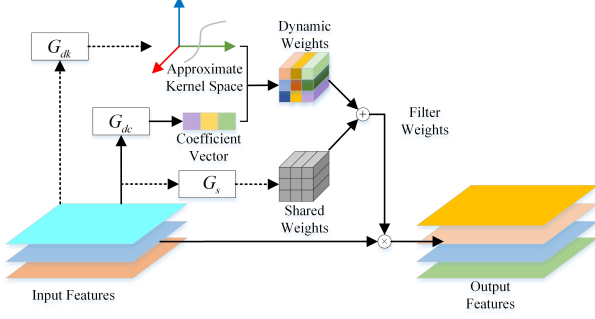 G_dk
Approximate
Kernel Space
Dynamic
Weights
G_dc
Coefficient
Vector
+
Filter
Weights
G_s
Shared
Weights
×
Input Features
Output
Features